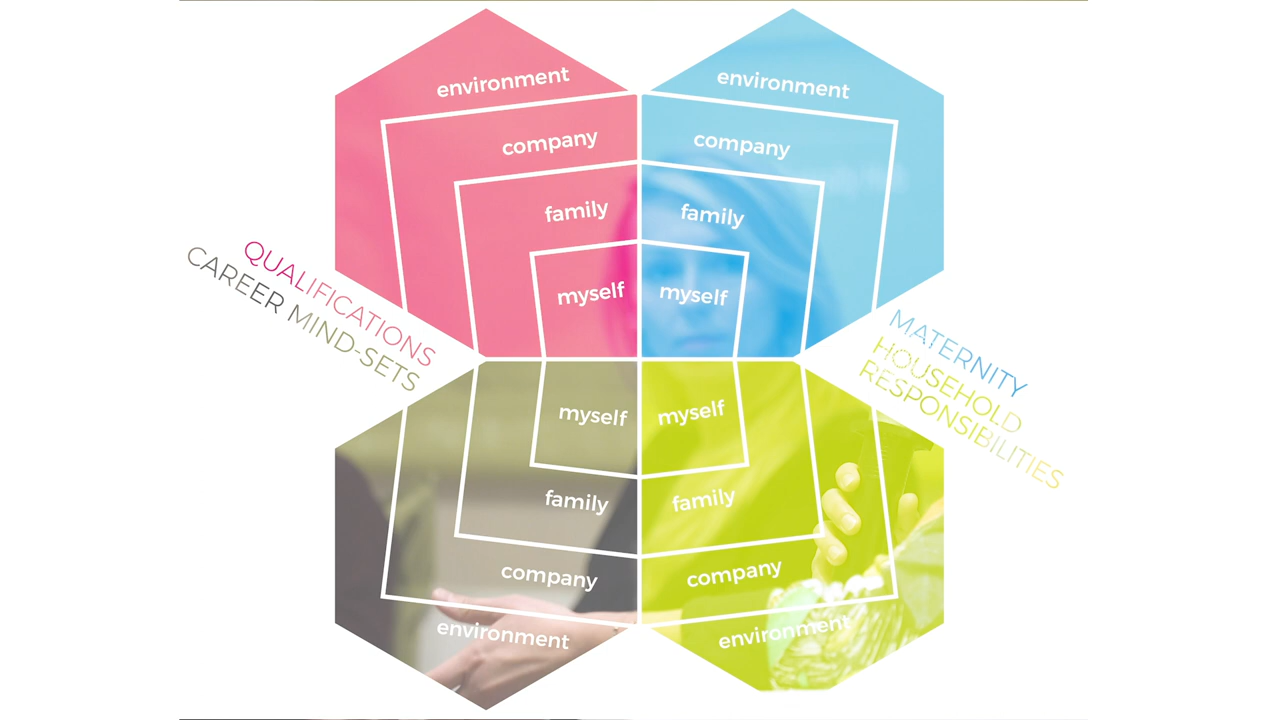 environment
environment
company
company
family
family
myself
myself
QUALIFICATIONS
CAREER MIND-SETS
MATERNITY
HOUSEHOLD
RESPONSIBILITIES
myself
myself
family
family
company
company
environment
environment